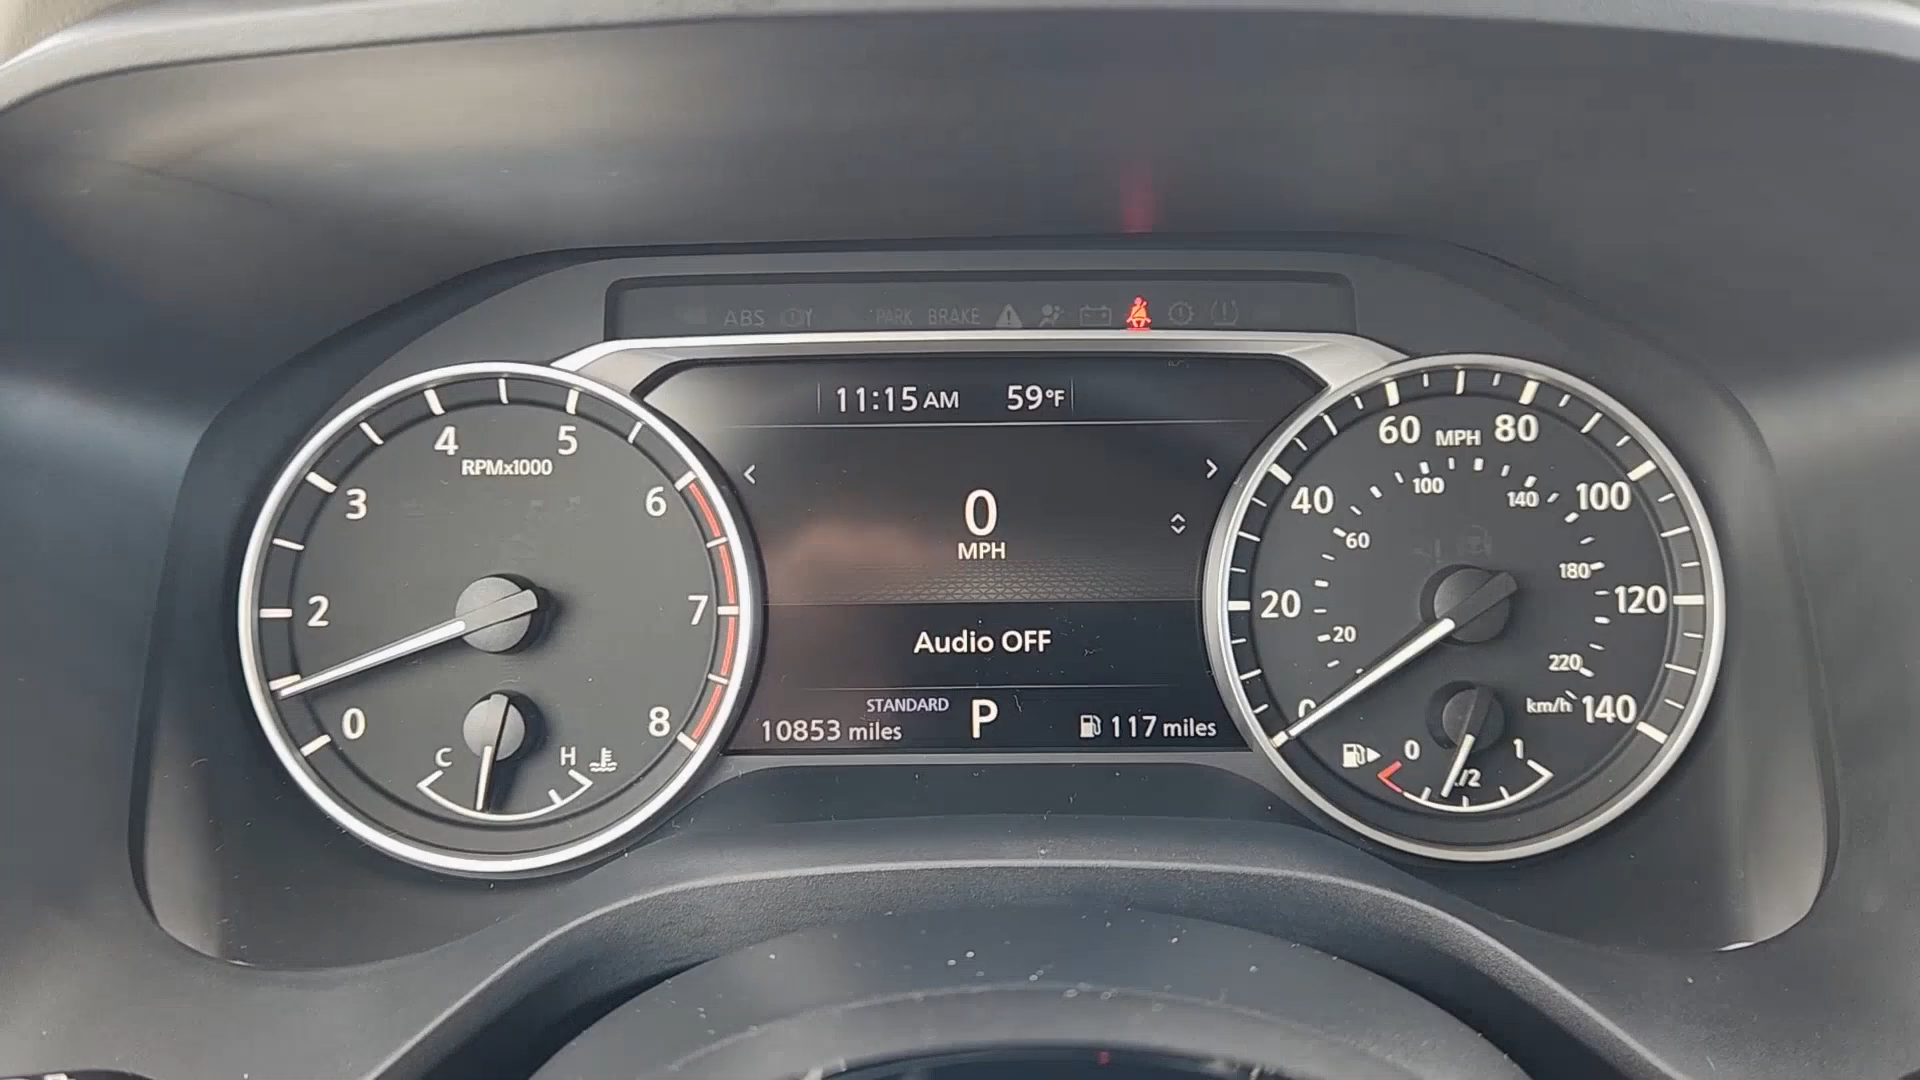 ABS PARK BRAKE
11:15 AM 59°F
0
MPH
Audio OFF
STANDARD P
10853 miles 117 miles
4 5
RPMx1000
3 6
2 7
0 8
C H
60 MPH 80
100 140
40 100
60
180
20 120
20
220
0 km/h 140
0 1/2 1